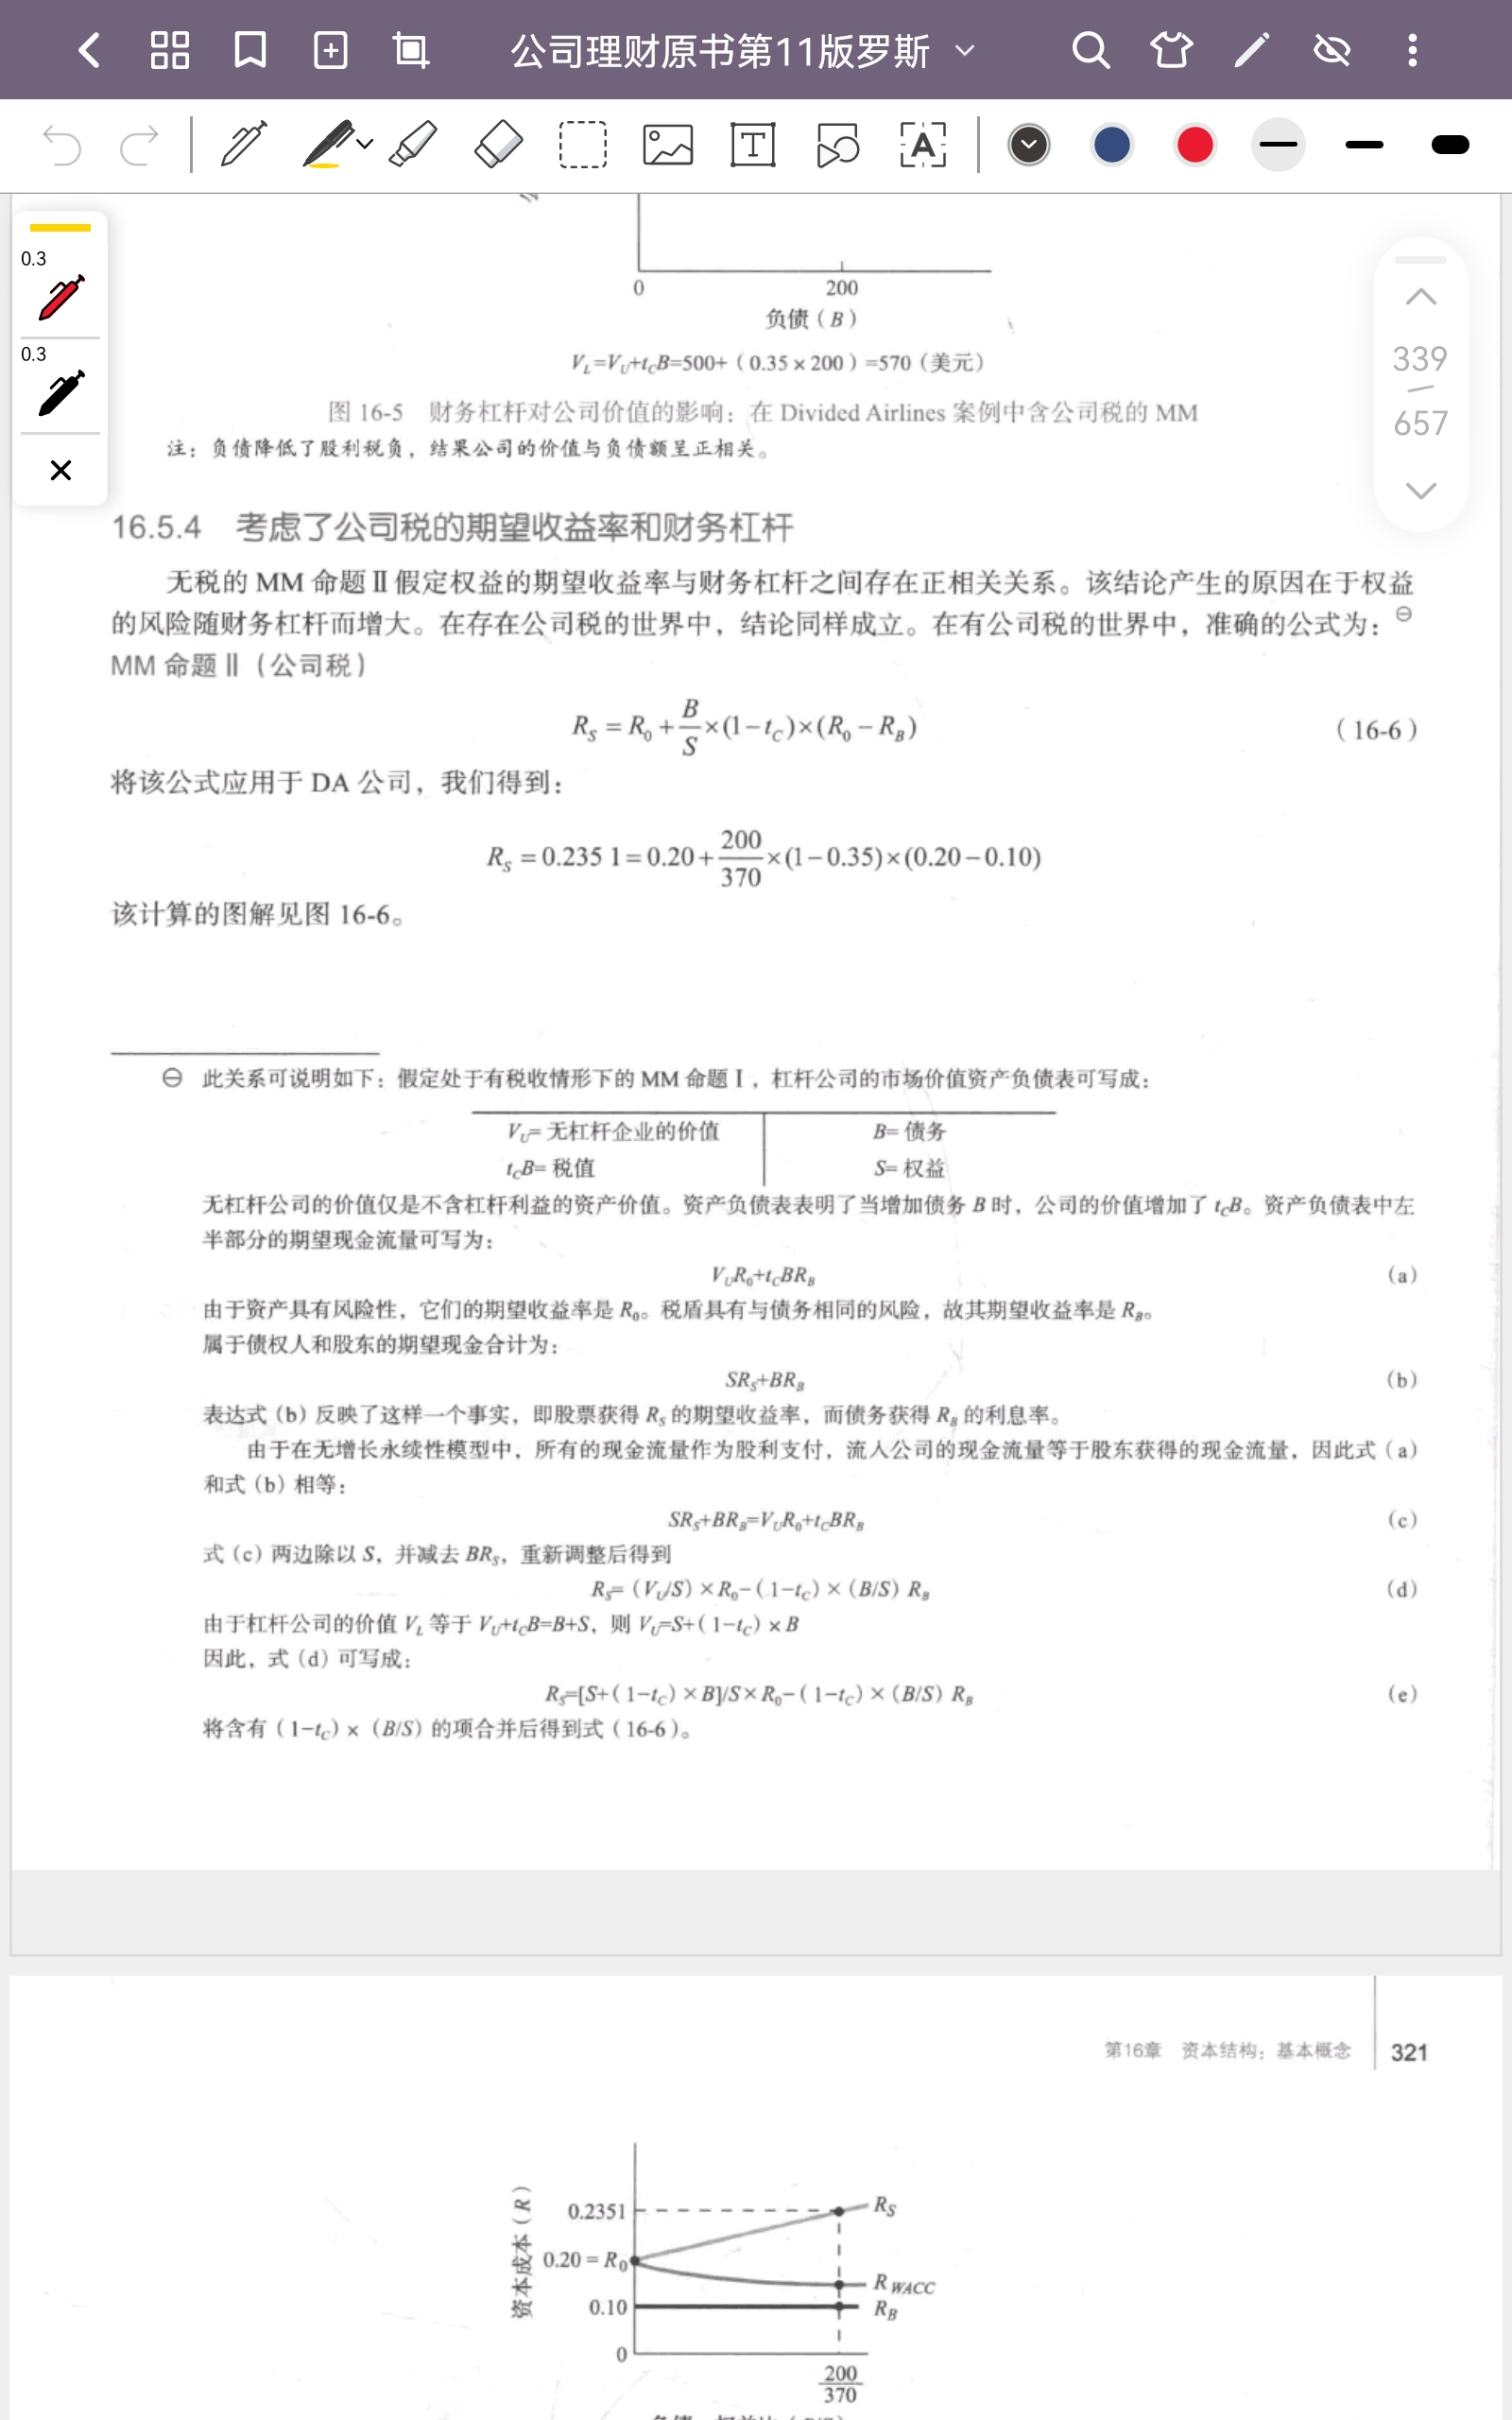 公司理财原书第11版罗斯
0.3
0.3
339
657
0
200
负债（B）
V_L=V_U+t_CB=500+（0.35×200）=570（美元）
图 16-5 财务杠杆对公司价值的影响：在 Divided Airlines 案例中含公司税的 MM
注：负债降低了股利税负，结果公司的价值与负债额呈正相关。
16.5.4 考虑了公司税的期望收益率和财务杠杆
无税的 MM 命题Ⅱ假定权益的期望收益率与财务杠杆之间存在正相关关系。该结论产生的原因在于权益
的风险随财务杠杆而增大。在存在公司税的世界中，结论同样成立。在有公司税的世界中，准确的公式为：㊀
MM 命题Ⅱ（公司税）
R_S = R_0 + B/S × (1 − t_C) × (R_0 − R_B) （16-6）
将该公式应用于 DA 公司，我们得到：
R_S = 0.235 1 = 0.20 + 200/370 × (1 − 0.35) × (0.20 − 0.10)
该计算的图解见图 16-6。
㊀ 此关系可说明如下：假定处于有税收情形下的 MM 命题Ⅰ，杠杆公司的市场价值资产负债表可写成：
V_U= 无杠杆企业的价值 B= 债务
t_CB= 税值 S= 权益
无杠杆公司的价值仅是不含杠杆利益的资产价值。资产负债表表明了当增加债务 B 时，公司的价值增加了 t_CB。资产负债表中左
半部分的期望现金流量可写为：
V_UR_0+t_CBR_B （a）
由于资产具有风险性，它们的期望收益率是 R_0。税盾具有与债务相同的风险，故其期望收益率是 R_B。
属于债权人和股东的期望现金合计为：
SR_S+BR_B （b）
表达式（b）反映了这样一个事实，即股票获得 R_S 的期望收益率，而债务获得 R_B 的利息率。
由于在无增长永续性模型中，所有的现金流量作为股利支付，流入公司的现金流量等于股东获得的现金流量，因此式（a）
和式（b）相等：
SR_S+BR_B=V_UR_0+t_CBR_B （c）
式（c）两边除以 S，并减去 BR_S，重新调整后得到
R_S=（V_U/S）×R_0−（1−t_C）×（B/S）R_B （d）
由于杠杆公司的价值 V_L 等于 V_U+t_CB=B+S，则 V_U=S+（1−t_C）×B
因此，式（d）可写成：
R_S=[S+（1−t_C）×B]/S×R_0−（1−t_C）×（B/S）R_B （e）
将含有（1−t_C）×（B/S）的项合并后得到式（16-6）。
第16章 资本结构：基本概念 321
资本成本（R）
0.2351
R_S
0.20 = R_0
R_WACC
0.10
R_B
0
200/370